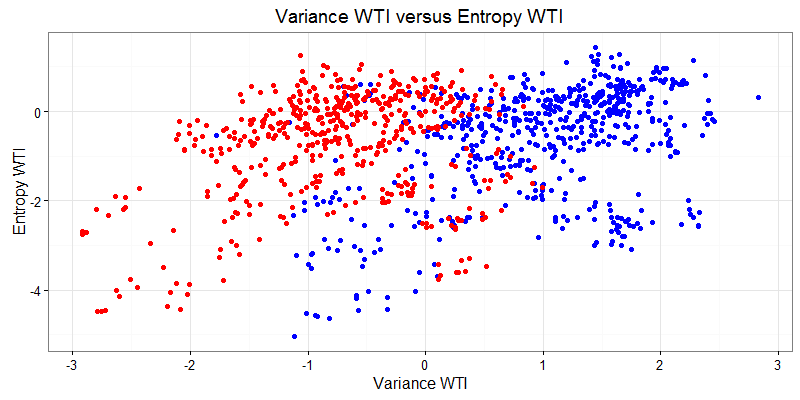 Variance WTI versus Entropy WTI
Entropy WTI
0
-2
-4
-3 -2 -1 0 1 2 3
Variance WTI